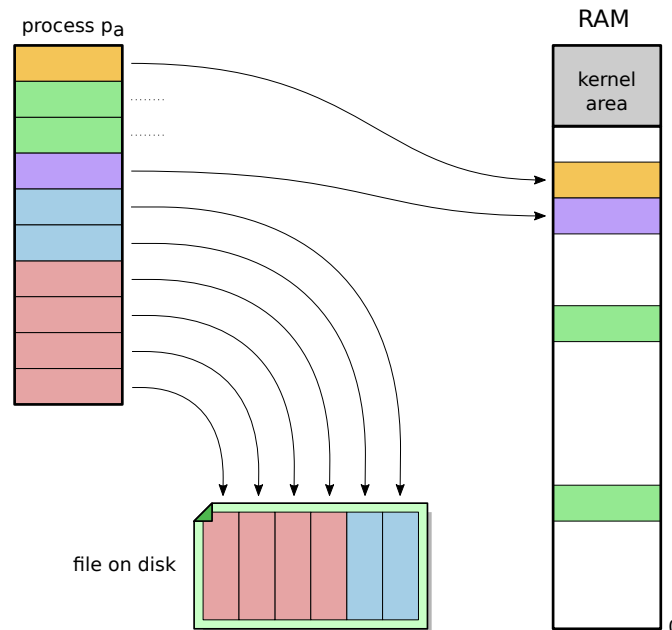 process pa
RAM
kernel
area
file on disk